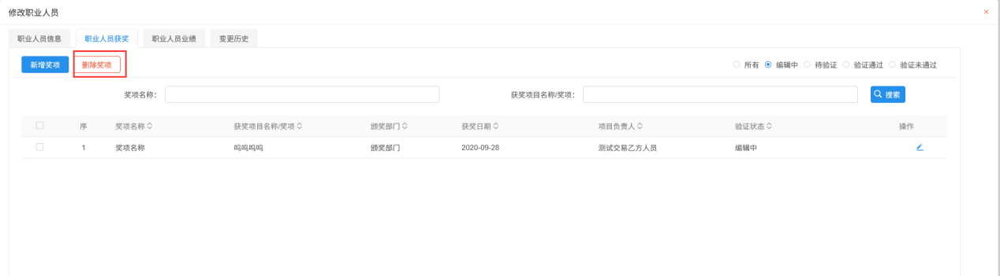 修改职业人员 ×
职业人员信息 职业人员获奖 职业人员业绩 变更历史
新增奖项 删除奖项 所有 编辑中 待验证 验证通过 验证未通过
奖项名称: 获奖项目名称/奖项: 搜索
序 奖项名称 获奖项目名称/奖项 颁奖部门 获奖日期 项目负责人 验证状态 操作
1 奖项名称 呜呜呜呜 颁奖部门 2020-09-28 测试交易乙方人员 编辑中